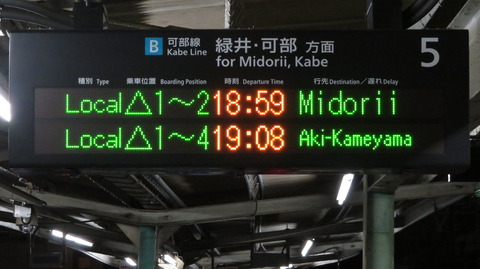 B 可部線 Kabe Line 緑井・可部 方面 for Midorii, Kabe 5
種別 Type 乗車位置 Boarding Position 時刻 Departure Time 行先 Destination / 遅れ Delay
Local △1～2 18:59 Midorii
Local △1～4 19:08 Aki-Kameyama